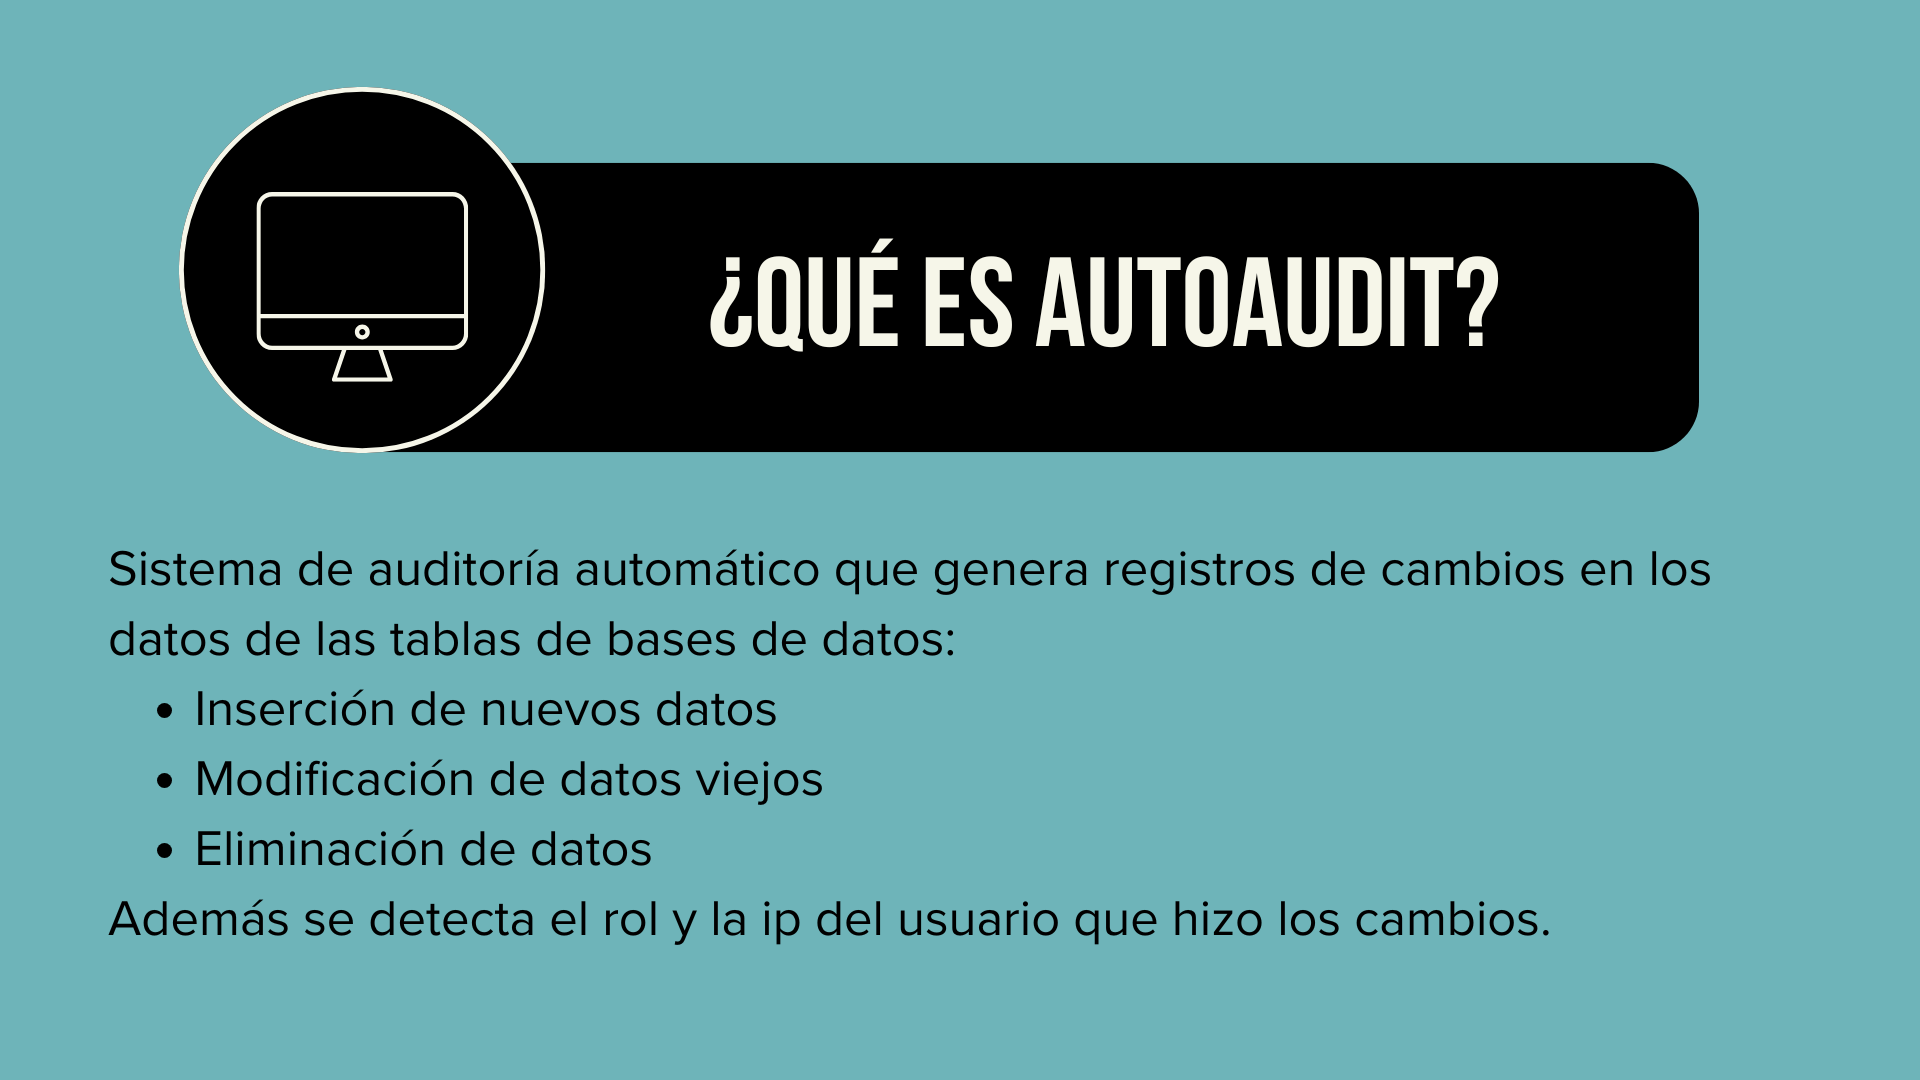 ¿QUÉ ES AUTOAUDIT?
Sistema de auditoría automático que genera registros de cambios en los
datos de las tablas de bases de datos:
• Inserción de nuevos datos
• Modificación de datos viejos
• Eliminación de datos
Además se detecta el rol y la ip del usuario que hizo los cambios.